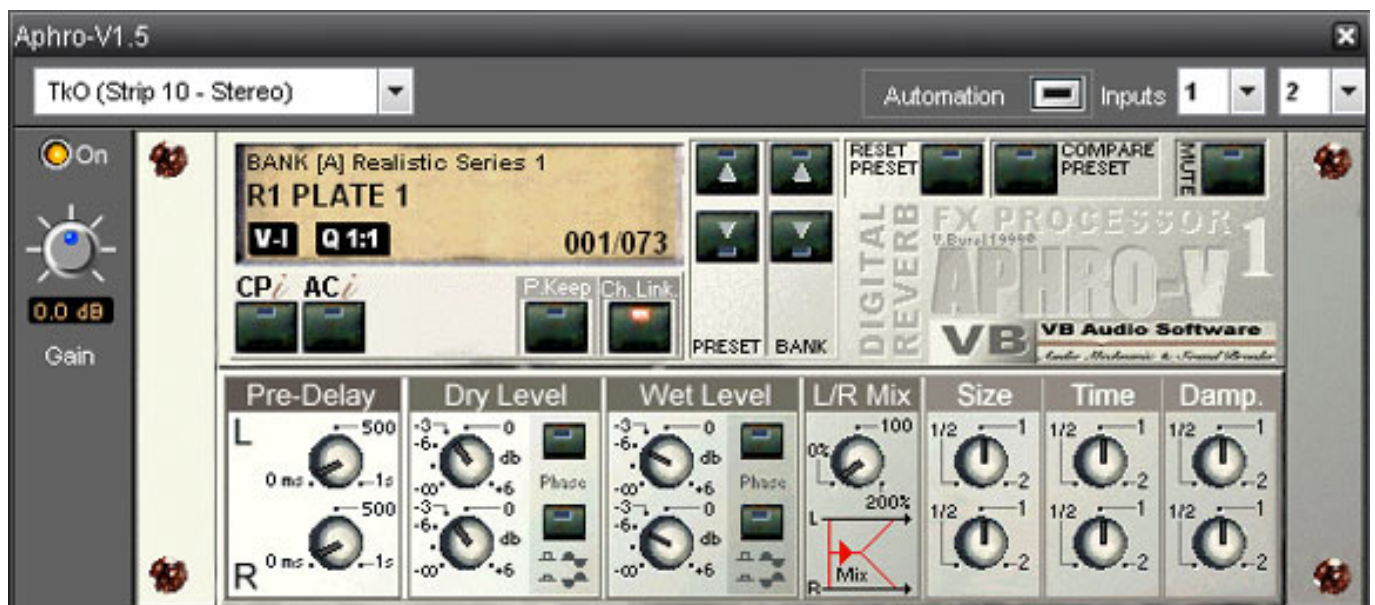 Aphro-V1.5
TkO (Strip 10 - Stereo)
Automation
Inputs 1 2
On
0.0 dB
Gain
BANK [A] Realistic Series 1
R1 PLATE 1
V-I Q 1:1 001/073
CPi ACi
P.Keep Ch. Link.
PRESET BANK
RESET PRESET
COMPARE PRESET
MUTE
DIGITAL REVERB
FX PROCESSOR 1
V.Burel 1999©
APHRO-V
VB VB Audio Software
Pre-Delay Dry Level Wet Level L/R Mix Size Time Damp.
L 500 -3 0 -3 0 100 1/2 1 1/2 1 1/2 1
-6 db -6 db 0%
0 ms 1s Phase Phase 2 2 2
-∞ +6 -∞ +6 200%
500 -3 0 -3 0 L 1/2 1 1/2 1 1/2 1
-6 db -6 db
R 0 ms 1s -∞ +6 -∞ +6 Mix 2 2 2
R